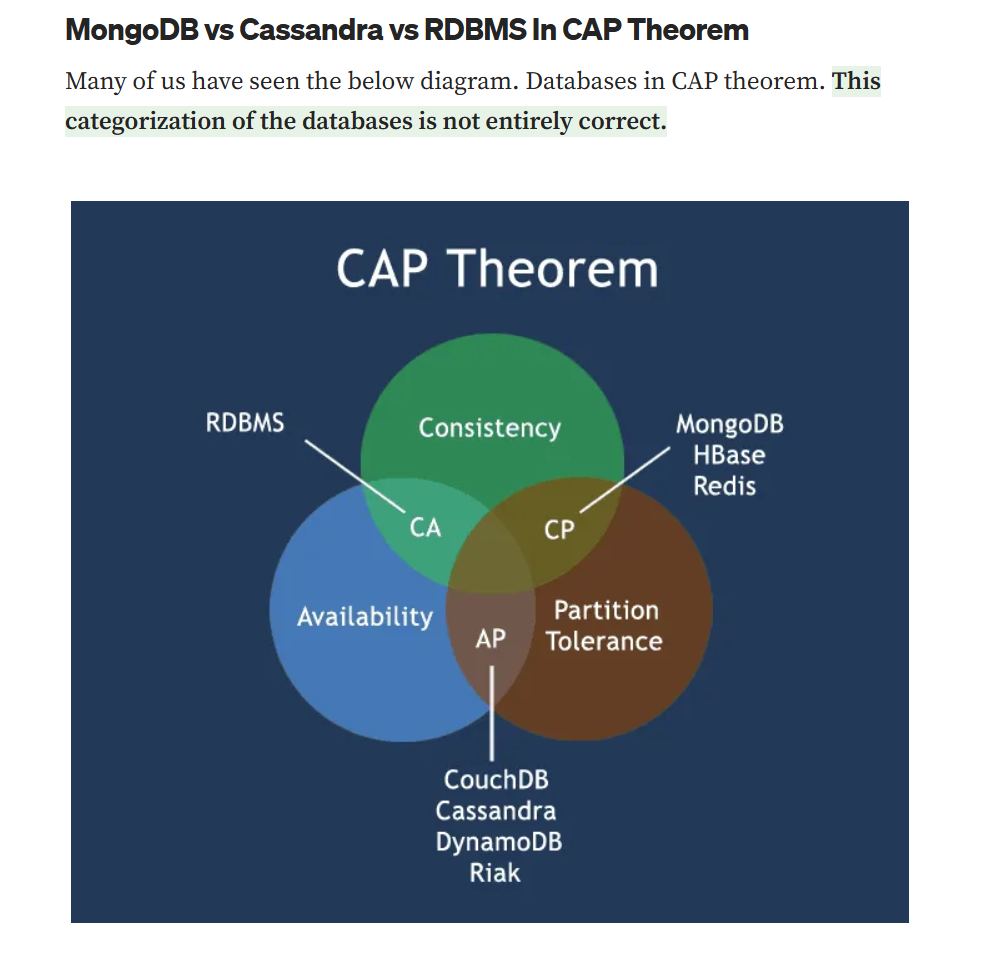 MongoDB vs Cassandra vs RDBMS In CAP Theorem
Many of us have seen the below diagram. Databases in CAP theorem. This
categorization of the databases is not entirely correct.
CAP Theorem
RDBMS
Consistency
MongoDB
HBase
Redis
CA
CP
Availability
Partition
Tolerance
AP
CouchDB
Cassandra
DynamoDB
Riak